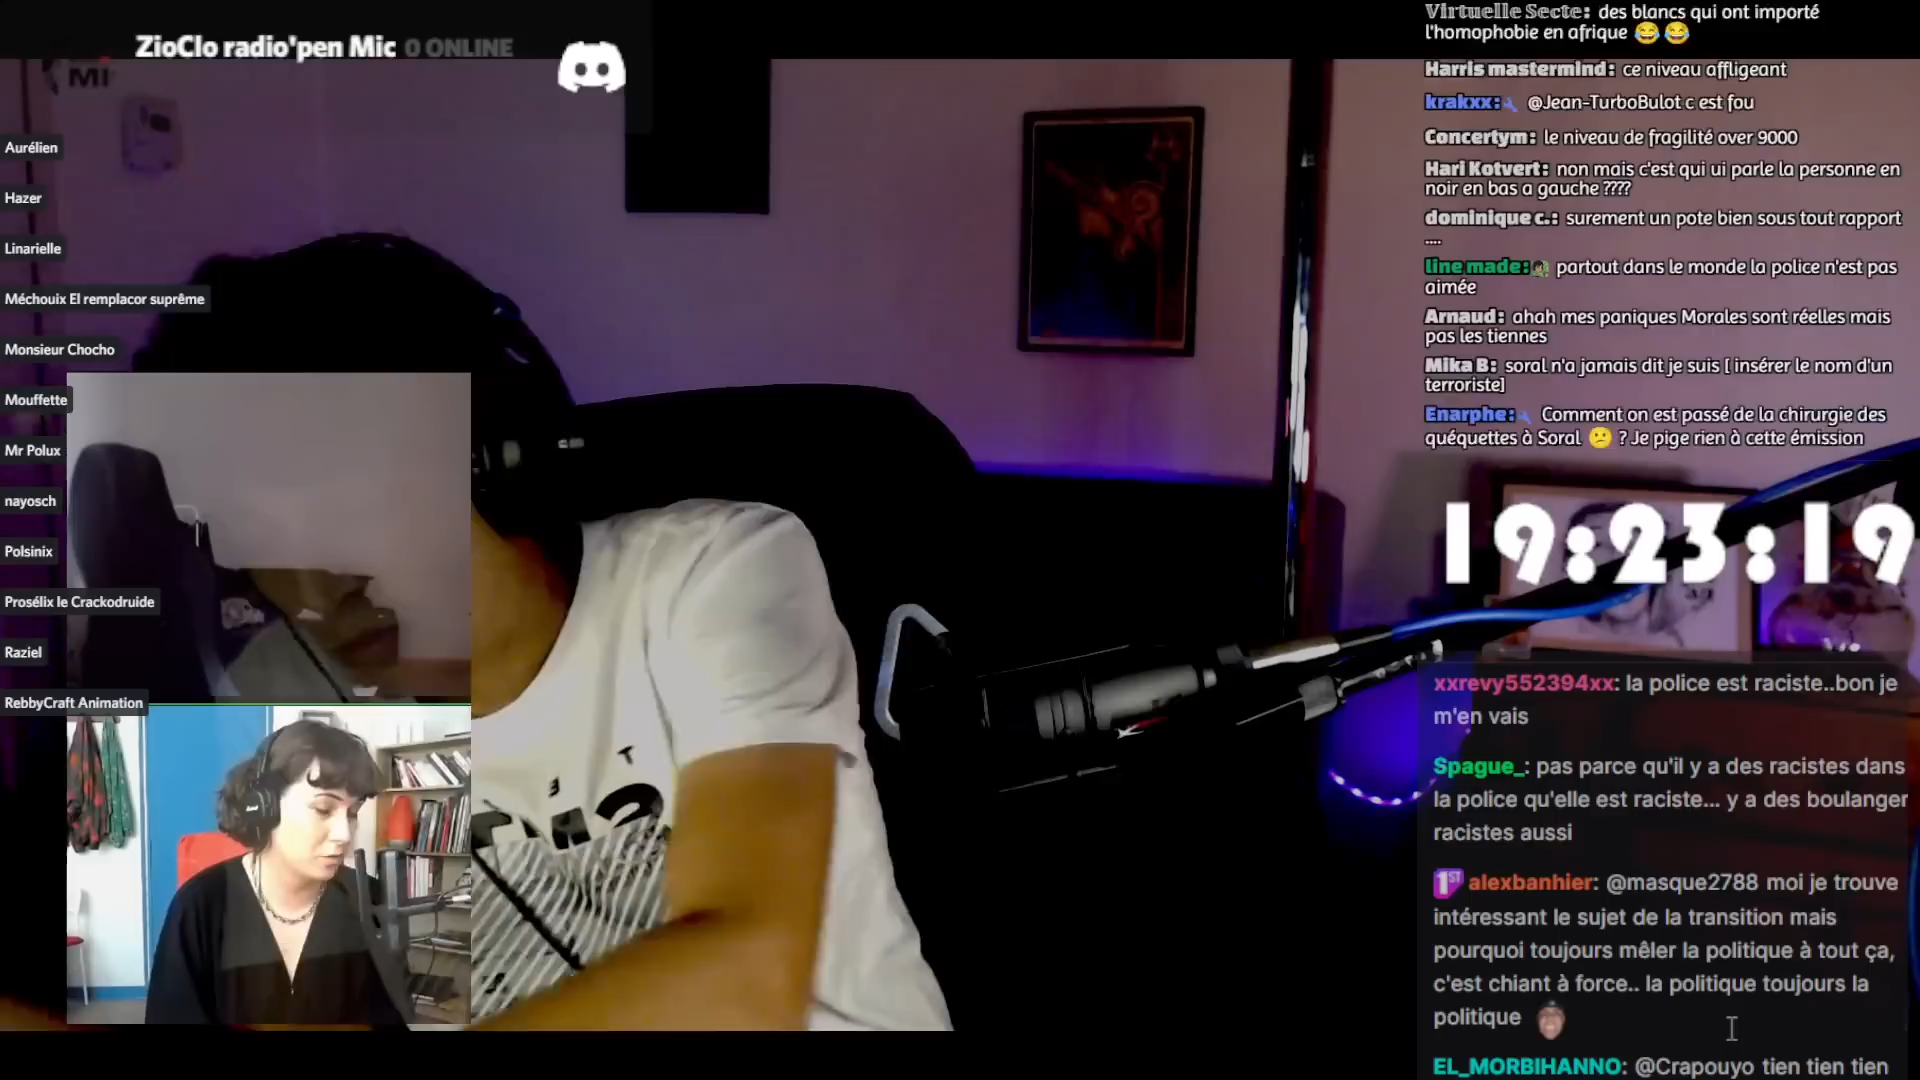 ZioClo radio'pen Mic 0 ONLINE
MI
Aurélien
Hazer
Linarielle
Méchouix El remplacor suprême
Monsieur Chocho
Mouffette
Mr Polux
nayosch
Polsinix
Prosélix le Crackodruide
Raziel
RebbyCraft Animation
Virtuelle Secte: des blancs qui ont importé
l'homophobie en afrique 😂😂
Harris mastermind: ce niveau affligeant
krakxx: @Jean-TurboBulot c est fou
Concertym: le niveau de fragilité over 9000
Hari Kotvert: non mais c'est qui ui parle la personne en
noir en bas a gauche ????
dominique c.: surement un pote bien sous tout rapport
....
line made: partout dans le monde la police n'est pas
aimée
Arnaud: ahah mes paniques Morales sont réelles mais
pas les tiennes
Mika B: soral n'a jamais dit je suis [ insérer le nom d'un
terroriste]
Enarphe: Comment on est passé de la chirurgie des
quéquettes à Soral 😕 ? Je pige rien à cette émission
19:23:19
xxrevy552394xx: la police est raciste..bon je
m'en vais
Spague_: pas parce qu'il y a des racistes dans
la police qu'elle est raciste... y a des boulanger
racistes aussi
1ST alexbanhier: @masque2788 moi je trouve
intéressant le sujet de la transition mais
pourquoi toujours mêler la politique à tout ça,
c'est chiant à force.. la politique toujours la
politique
EL_MORBIHANNO: @Crapouyo tien tien tien